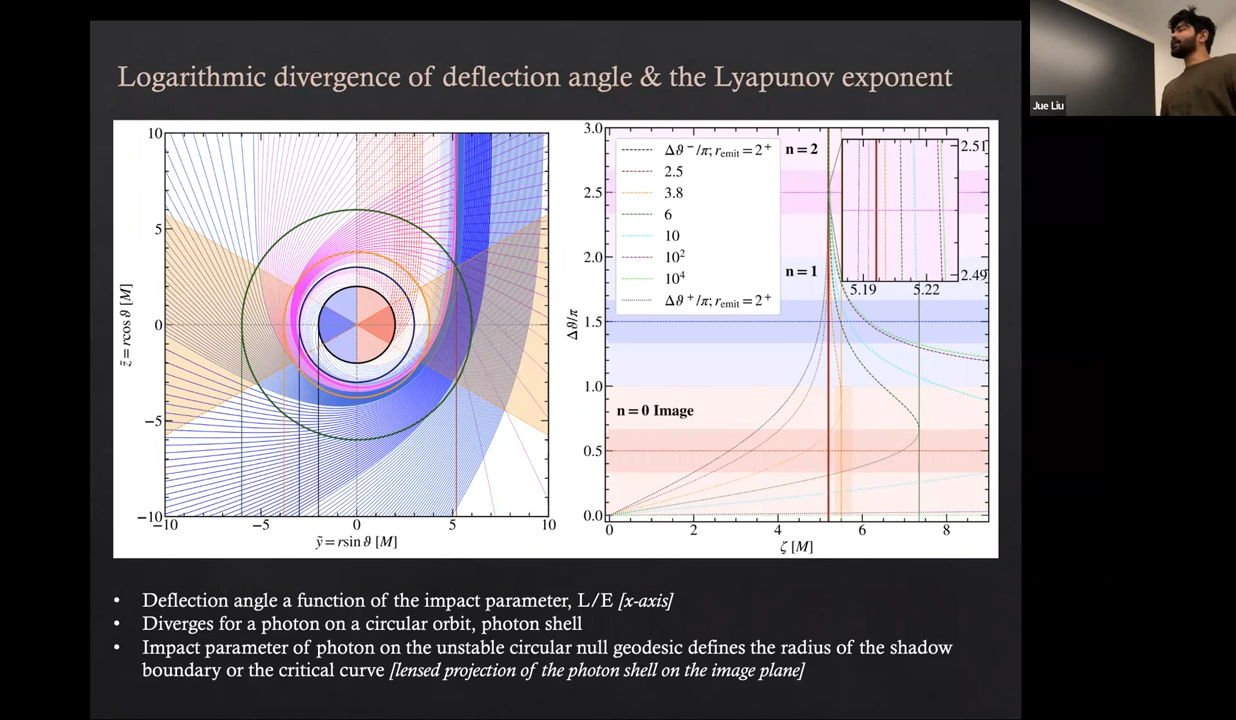 Logarithmic divergence of deflection angle & the Lyapunov exponent
Jue Liu
10
5
0
−5
−10
−10
−5
0
5
10
z̃ = rcos ϑ [M]
ỹ = rsin ϑ [M]
3.0
2.5
2.0
1.5
1.0
0.5
0.0
0
2
4
6
8
Δϑ/π
ζ [M]
Δϑ⁻/π; r_emit = 2⁺
2.5
3.8
6
10
10²
10⁴
Δϑ⁺/π; r_emit = 2⁺
n = 2
n = 1
n = 0 Image
2.51
2.49
5.19
5.22
• Deflection angle a function of the impact parameter, L/E [x-axis]
• Diverges for a photon on a circular orbit, photon shell
• Impact parameter of photon on the unstable circular null geodesic defines the radius of the shadow
boundary or the critical curve [lensed projection of the photon shell on the image plane]